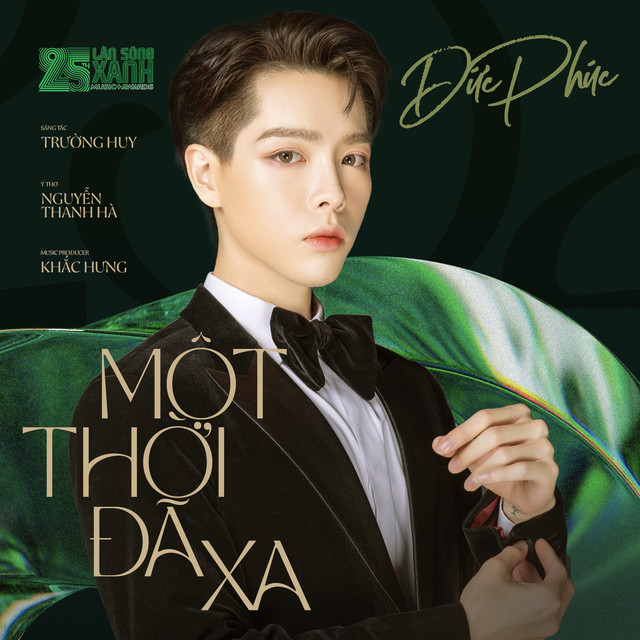 25 LÀN SÓNG
XANH
MUSIC AWARDS
Đức Phúc
SÁNG TÁC
TRƯỜNG HUY
Ý THƠ
NGUYỄN
THANH HÀ
MUSIC PRODUCER
KHẮC HƯNG
MỘT
THỜI
ĐÃ XA